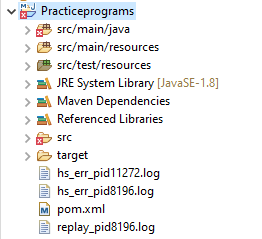 Practiceprograms
src/main/java
src/main/resources
src/test/resources
JRE System Library [JavaSE-1.8]
Maven Dependencies
Referenced Libraries
src
target
hs_err_pid11272.log
hs_err_pid8196.log
pom.xml
replay_pid8196.log